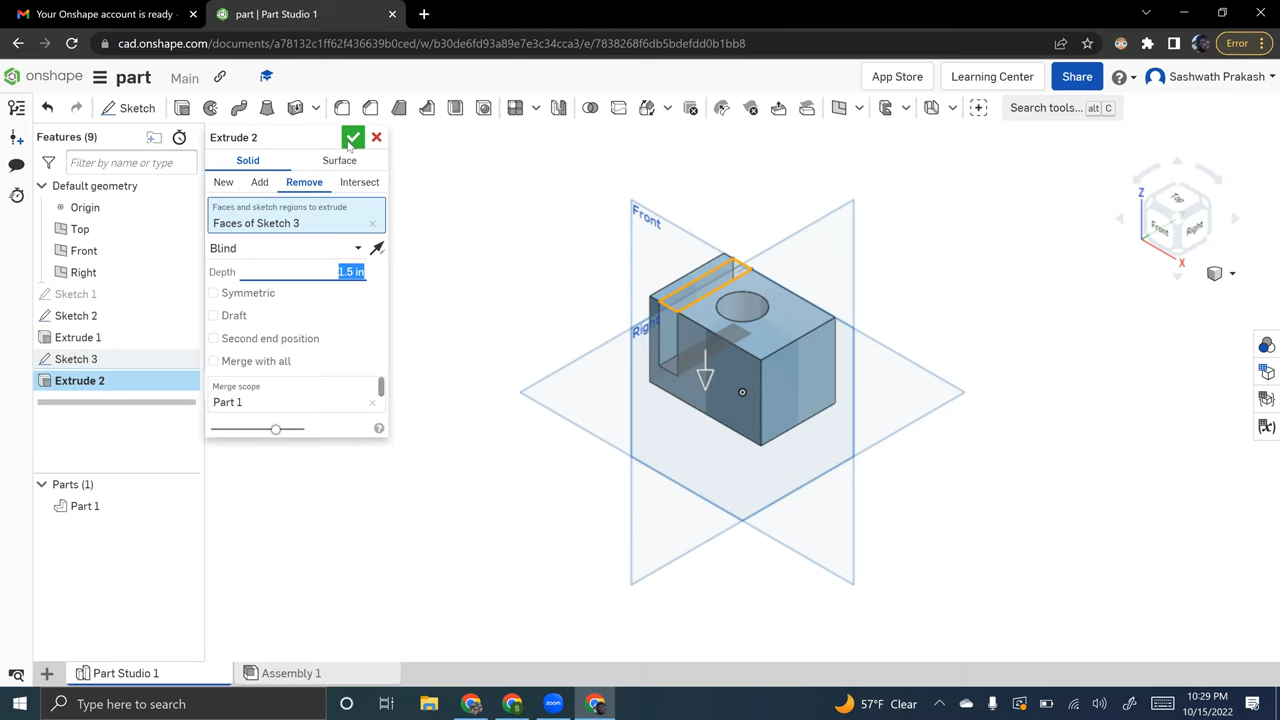 Your Onshape account is ready -
part | Part Studio 1
cad.onshape.com/documents/a78132c1ff62f436639b0ced/w/b30de6fd93a89e7e3c34cca3/e/7838268f6db5bdefdd0b1bb8
Error
onshape
part
Main
App Store
Learning Center
Share
Sashwath Prakash
Sketch
Search tools...
alt C
Features (9)
Filter by name or type
Default geometry
Origin
Top
Front
Right
Sketch 1
Sketch 2
Extrude 1
Sketch 3
Extrude 2
Parts (1)
Part 1
Extrude 2
Solid
Surface
New
Add
Remove
Intersect
Faces and sketch regions to extrude
Faces of Sketch 3
Blind
Depth
1.5 in
Symmetric
Draft
Second end position
Merge with all
Merge scope
Part 1
Front
Right
Z
Top
Front
Right
X
Part Studio 1
Assembly 1
Type here to search
zoom
57°F Clear
10:29 PM
10/15/2022